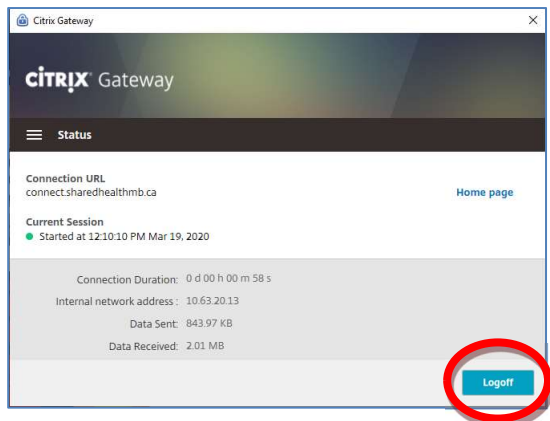 Citrix Gateway
CİTRIX Gateway
Status
Connection URL
connect.sharedhealthmb.ca
Home page
Current Session
Started at 12:10:10 PM Mar 19, 2020
Connection Duration: 0 d 00 h 00 m 58 s
Internal network address : 10.63.20.13
Data Sent: 843.97 KB
Data Received: 2.01 MB
Logoff